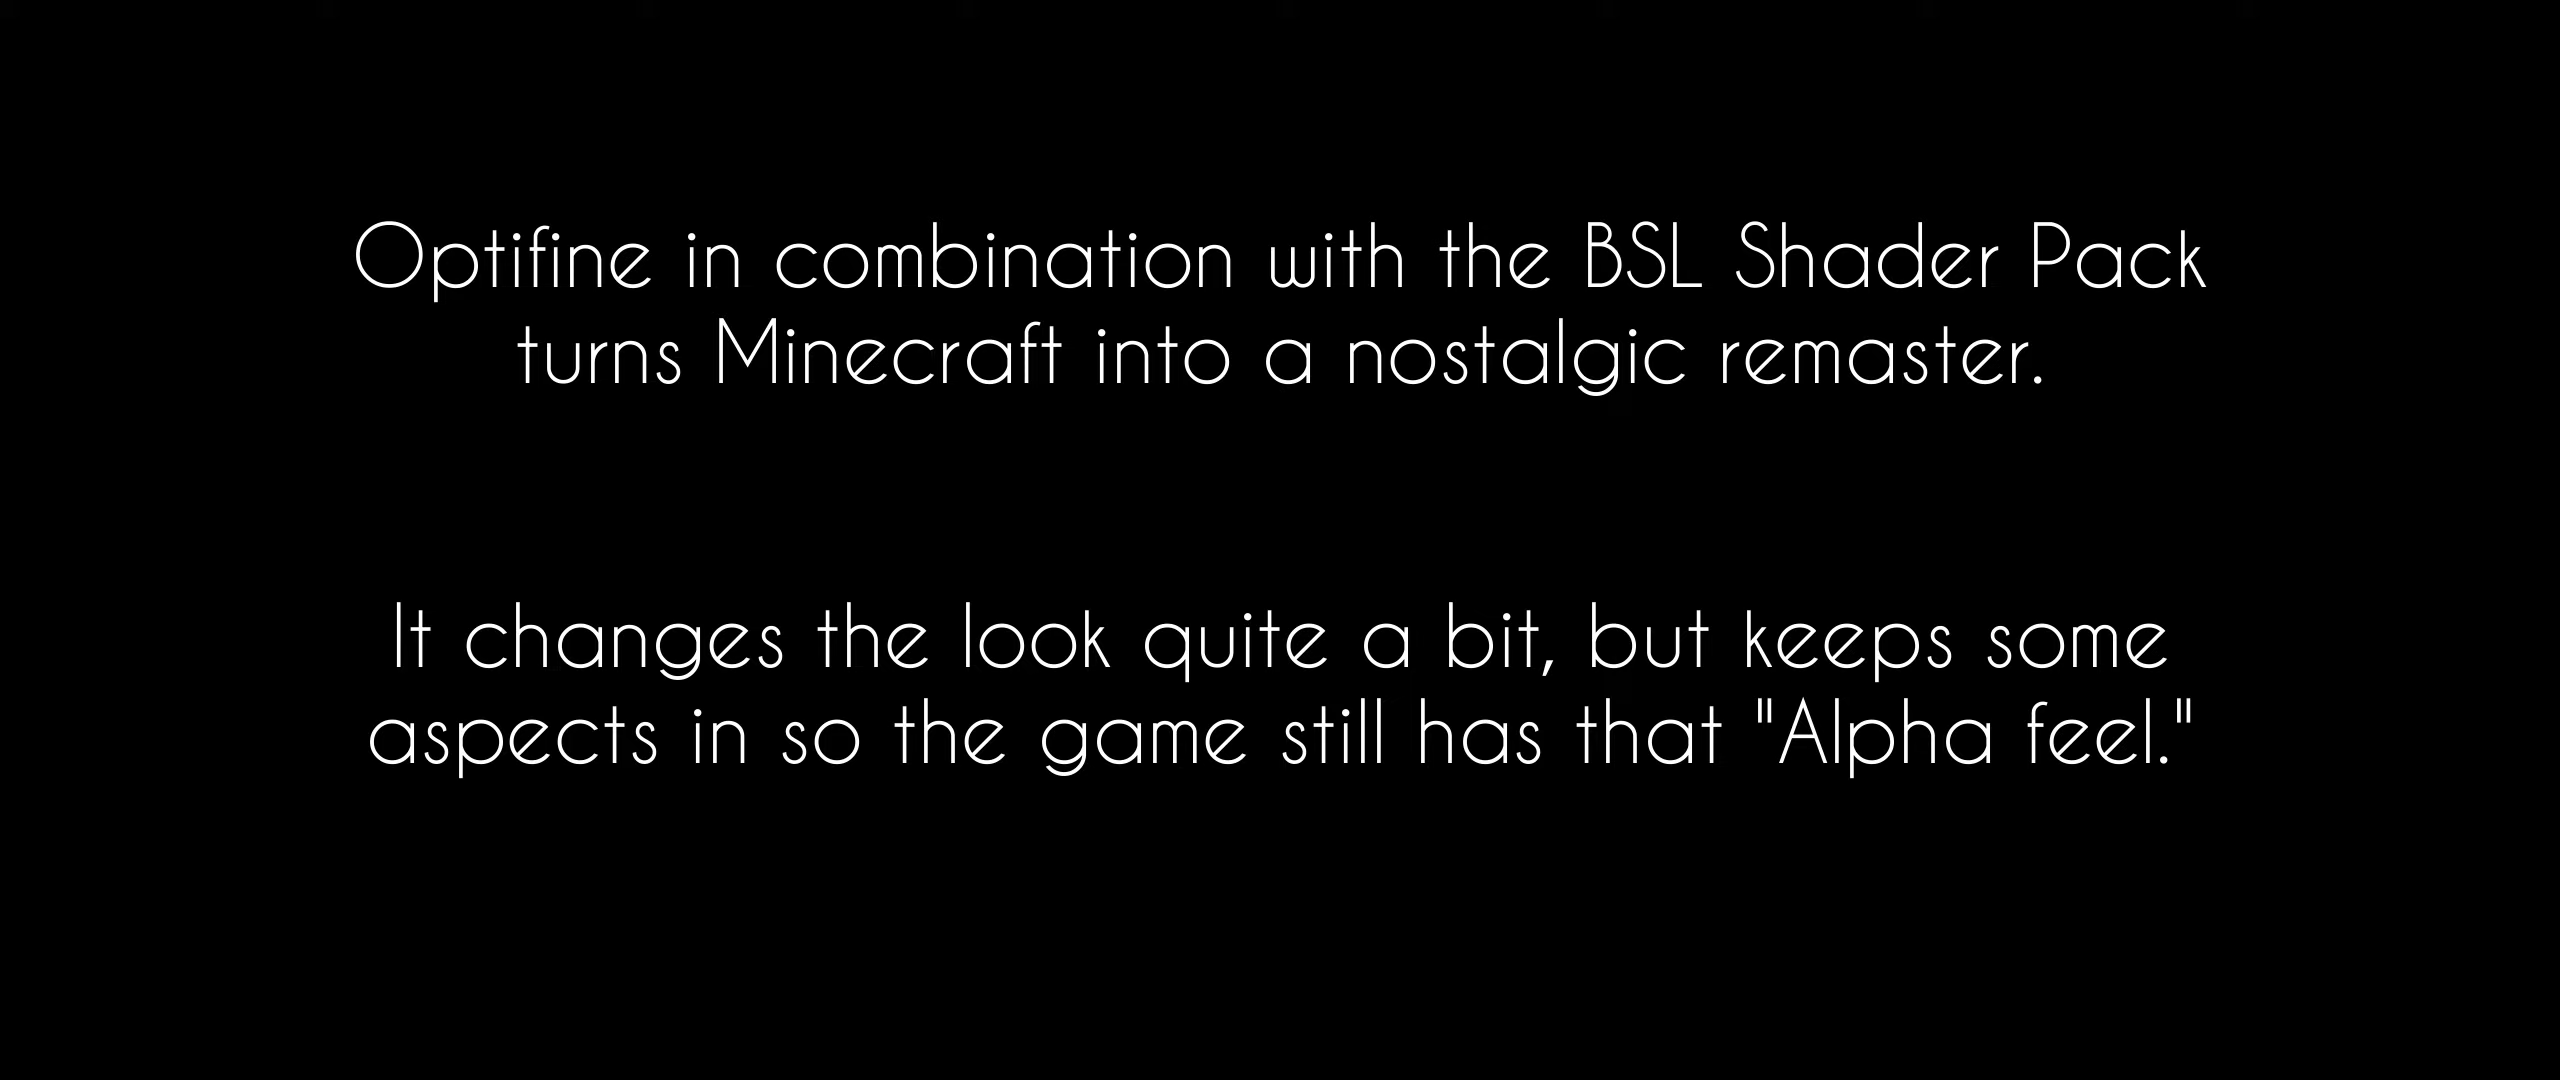 Optifine in combination with the BSL Shader Pack
turns Minecraft into a nostalgic remaster.
It changes the look quite a bit, but keeps some
aspects in so the game still has that "Alpha feel."